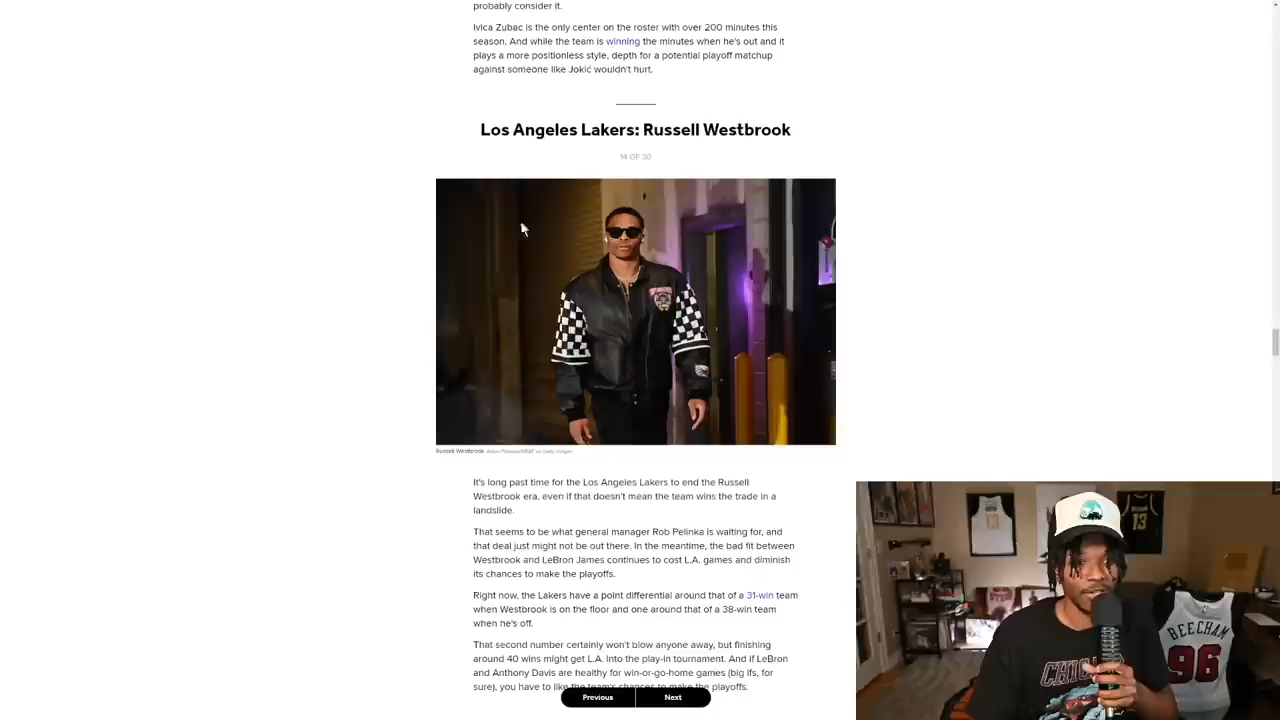 probably consider it.
Ivica Zubac is the only center on the roster with over 200 minutes this
season. And while the team is winning the minutes when he's out and it
plays a more positionless style, depth for a potential playoff matchup
against someone like Jokić wouldn't hurt.
Los Angeles Lakers: Russell Westbrook
14 OF 30
Russell Westbrook
It's long past time for the Los Angeles Lakers to end the Russell
Westbrook era, even if that doesn't mean the team wins the trade in a
landslide.
That seems to be what general manager Rob Pelinka is waiting for, and
that deal just might not be out there. In the meantime, the bad fit between
Westbrook and LeBron James continues to cost L.A. games and diminish
its chances to make the playoffs.
Right now, the Lakers have a point differential around that of a 31-win team
when Westbrook is on the floor and one around that of a 38-win team
when he's off.
That second number certainly won't blow anyone away, but finishing
around 40 wins might get L.A. into the play-in tournament. And if LeBron
and Anthony Davis are healthy for win-or-go-home games (big ifs, for
sure), you have to like the team's chances to make the playoffs.
Previous
Next
13
BEECHAM
96